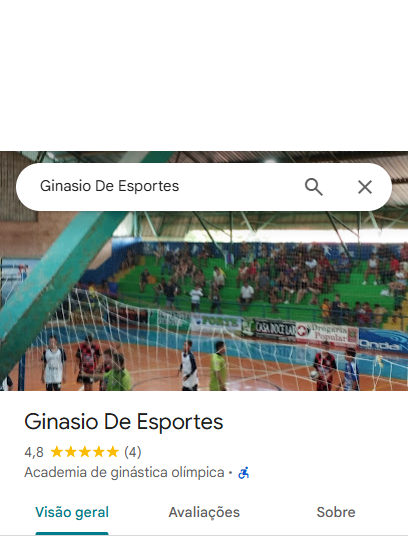 Ginasio De Esportes
CASA DOCE LAR
Drogaria
Popular
Onda
Ginasio De Esportes
4,8 (4)
Academia de ginástica olímpica ·
Visão geral
Avaliações
Sobre